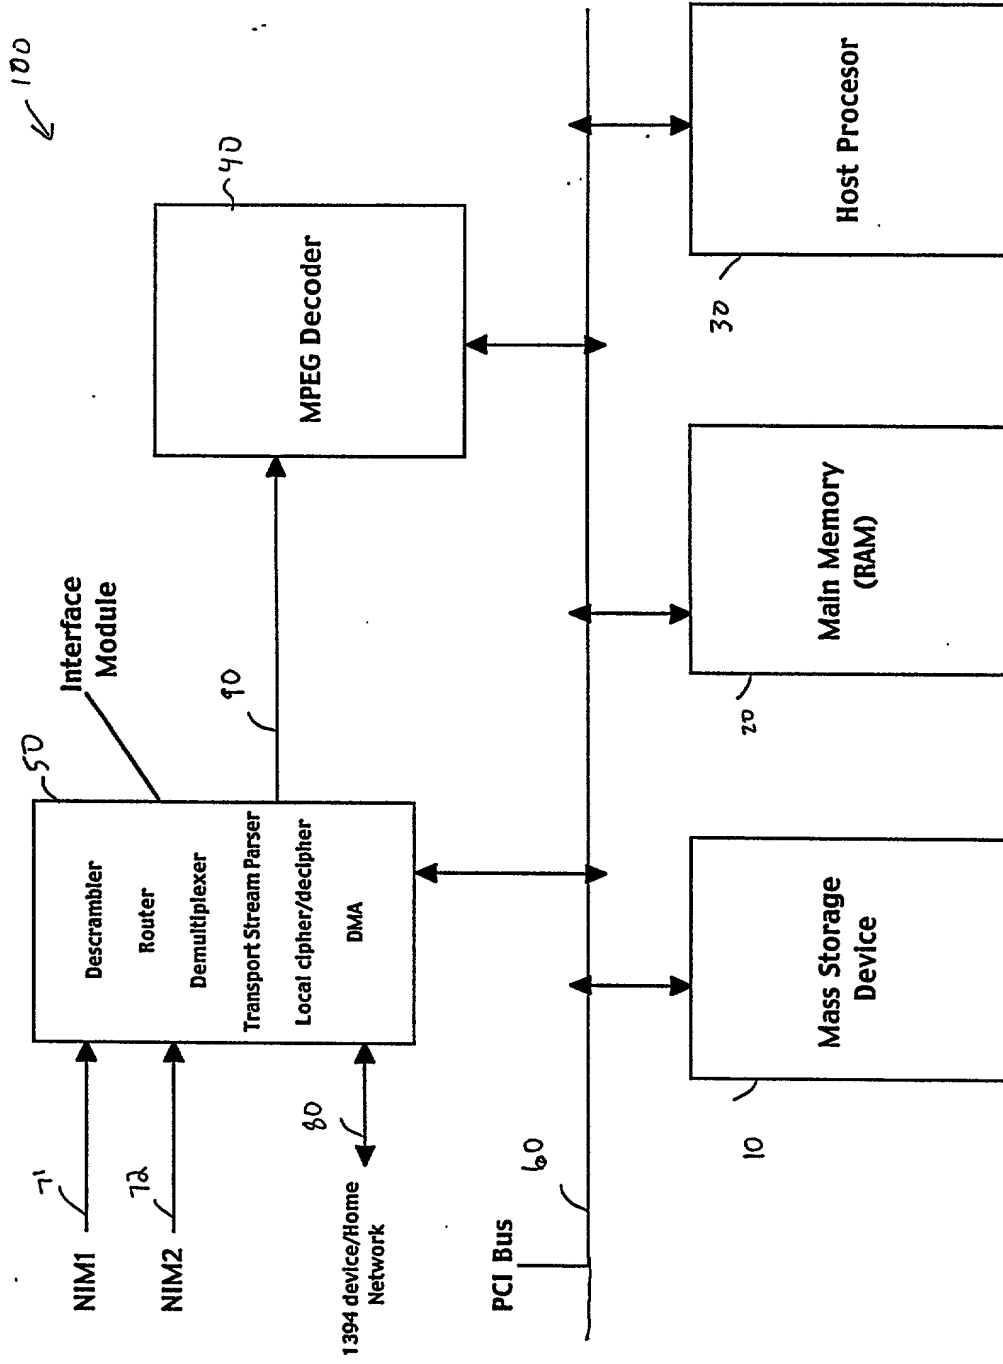 100
NIM1
71
NIM2
72
1394 device/Home
Network
80
50
Descrambler
Router
Demultiplexer
Transport Stream Parser
Local cipher/decipher
DMA
Interface
Module
90
40
MPEG Decoder
PCI Bus
60
10
Mass Storage
Device
20
Main Memory
(RAM)
30
Host Procesor